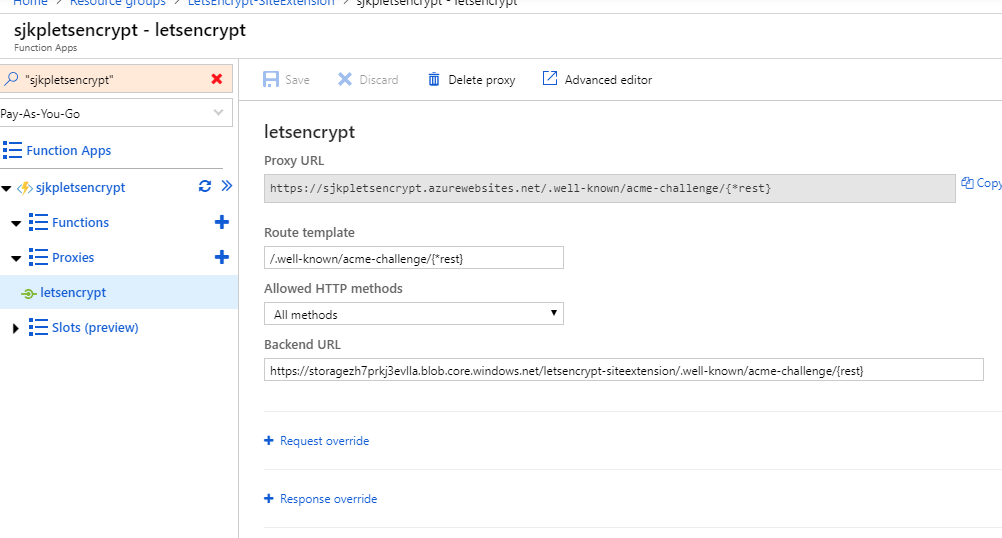 Home > Resource groups > LetsEncrypt-SiteExtension > sjkpletsencrypt - letsencrypt
sjkpletsencrypt - letsencrypt
Function Apps
"sjkpletsencrypt"
Pay-As-You-Go
Function Apps
sjkpletsencrypt
Functions
Proxies
letsencrypt
Slots (preview)
Save Discard Delete proxy Advanced editor
letsencrypt
Proxy URL
https://sjkpletsencrypt.azurewebsites.net/.well-known/acme-challenge/{*rest}
Copy
Route template
/.well-known/acme-challenge/{*rest}
Allowed HTTP methods
All methods
Backend URL
https://storagezh7prkj3evlla.blob.core.windows.net/letsencrypt-siteextension/.well-known/acme-challenge/{rest}
Request override
Response override